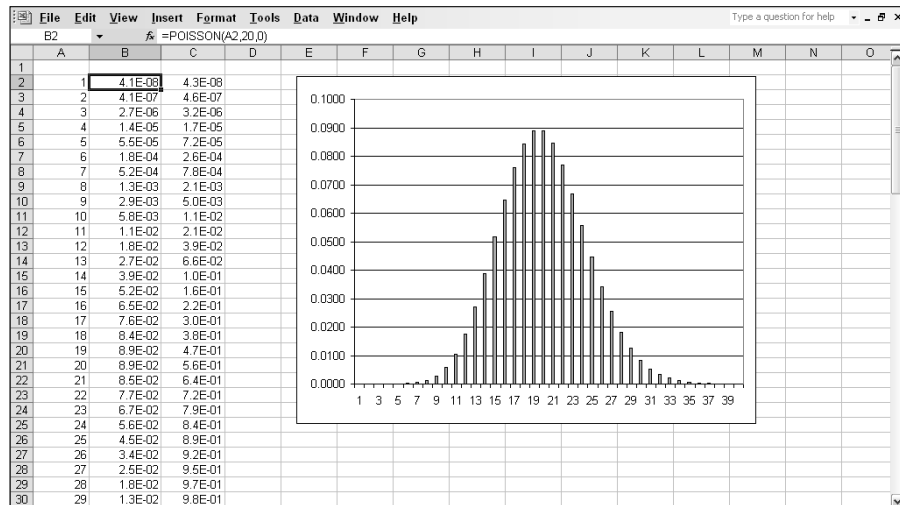 File Edit View Insert Format Tools Data Window Help Type a question for help
B2 fx =POISSON(A2,20,0)
A B C D E F G H I J K L M N O
1
2 1 4.1E-08 4.3E-08
3 2 4.1E-07 4.6E-07
4 3 2.7E-06 3.2E-06
5 4 1.4E-05 1.7E-05
6 5 5.5E-05 7.2E-05
7 6 1.8E-04 2.6E-04
8 7 5.2E-04 7.8E-04
9 8 1.3E-03 2.1E-03
10 9 2.9E-03 5.0E-03
11 10 5.8E-03 1.1E-02
12 11 1.1E-02 2.1E-02
13 12 1.8E-02 3.9E-02
14 13 2.7E-02 6.6E-02
15 14 3.9E-02 1.0E-01
16 15 5.2E-02 1.6E-01
17 16 6.5E-02 2.2E-01
18 17 7.6E-02 3.0E-01
19 18 8.4E-02 3.8E-01
20 19 8.9E-02 4.7E-01
21 20 8.9E-02 5.6E-01
22 21 8.5E-02 6.4E-01
23 22 7.7E-02 7.2E-01
24 23 6.7E-02 7.9E-01
25 24 5.6E-02 8.4E-01
26 25 4.5E-02 8.9E-01
27 26 3.4E-02 9.2E-01
28 27 2.5E-02 9.5E-01
29 28 1.8E-02 9.7E-01
30 29 1.3E-02 9.8E-01
0.1000
0.0900
0.0800
0.0700
0.0600
0.0500
0.0400
0.0300
0.0200
0.0100
0.0000
1 3 5 7 9 11 13 15 17 19 21 23 25 27 29 31 33 35 37 39